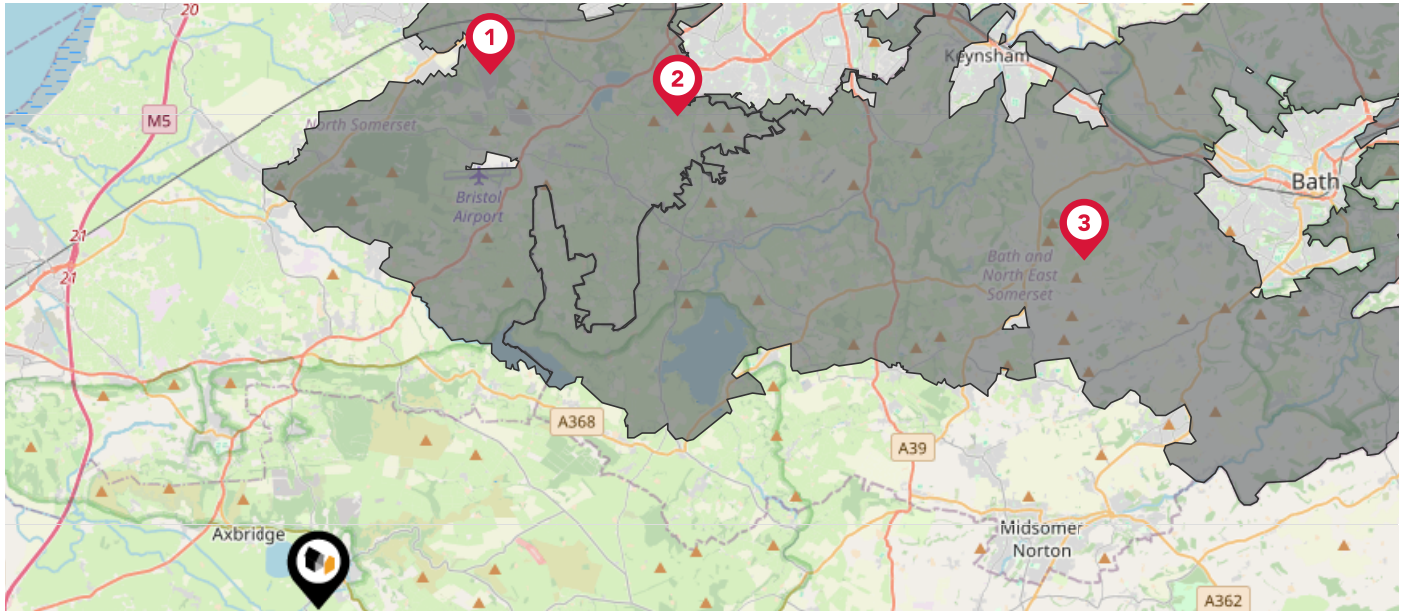 20
1
2
Keynsham
M5
North Somerset
Bath
Bristol
Airport
3
21
Bath and
North East
Somerset
21
A368
A39
Axbridge
Midsomer
Norton
A362